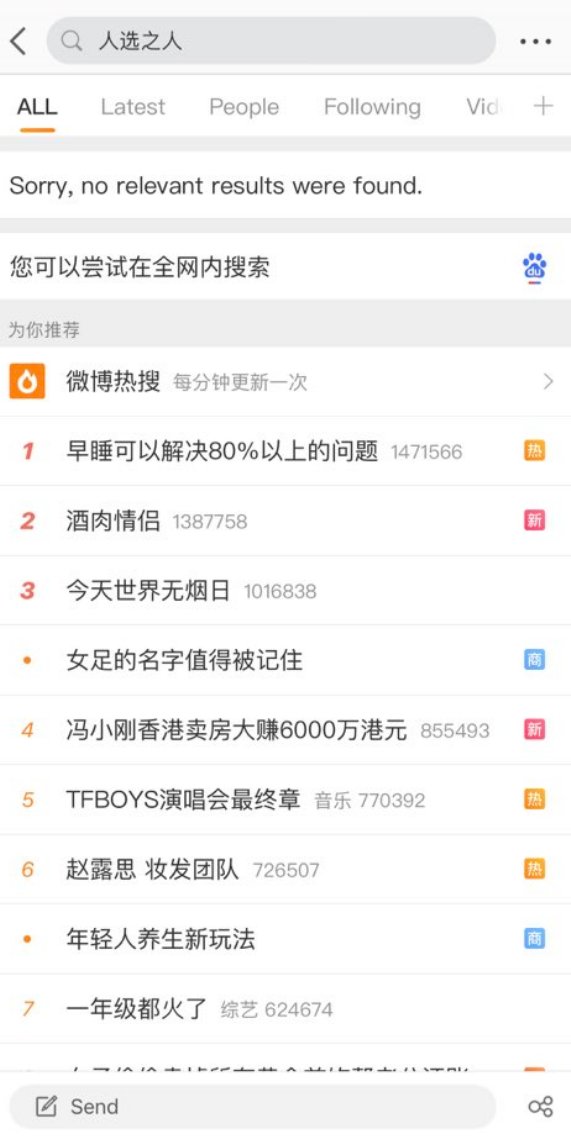 人选之人
ALL Latest People Following Vid
Sorry, no relevant results were found.
您可以尝试在全网内搜索 du
为你推荐
微博热搜 每分钟更新一次
1 早睡可以解决80%以上的问题 1471566 热
2 酒肉情侣 1387758 新
3 今天世界无烟日 1016838
• 女足的名字值得被记住 商
4 冯小刚香港卖房大赚6000万港元 855493 新
5 TFBOYS演唱会最终章 音乐 770392 热
6 赵露思 妆发团队 726507 热
• 年轻人养生新玩法 商
7 一年级都火了 综艺 624674
Send